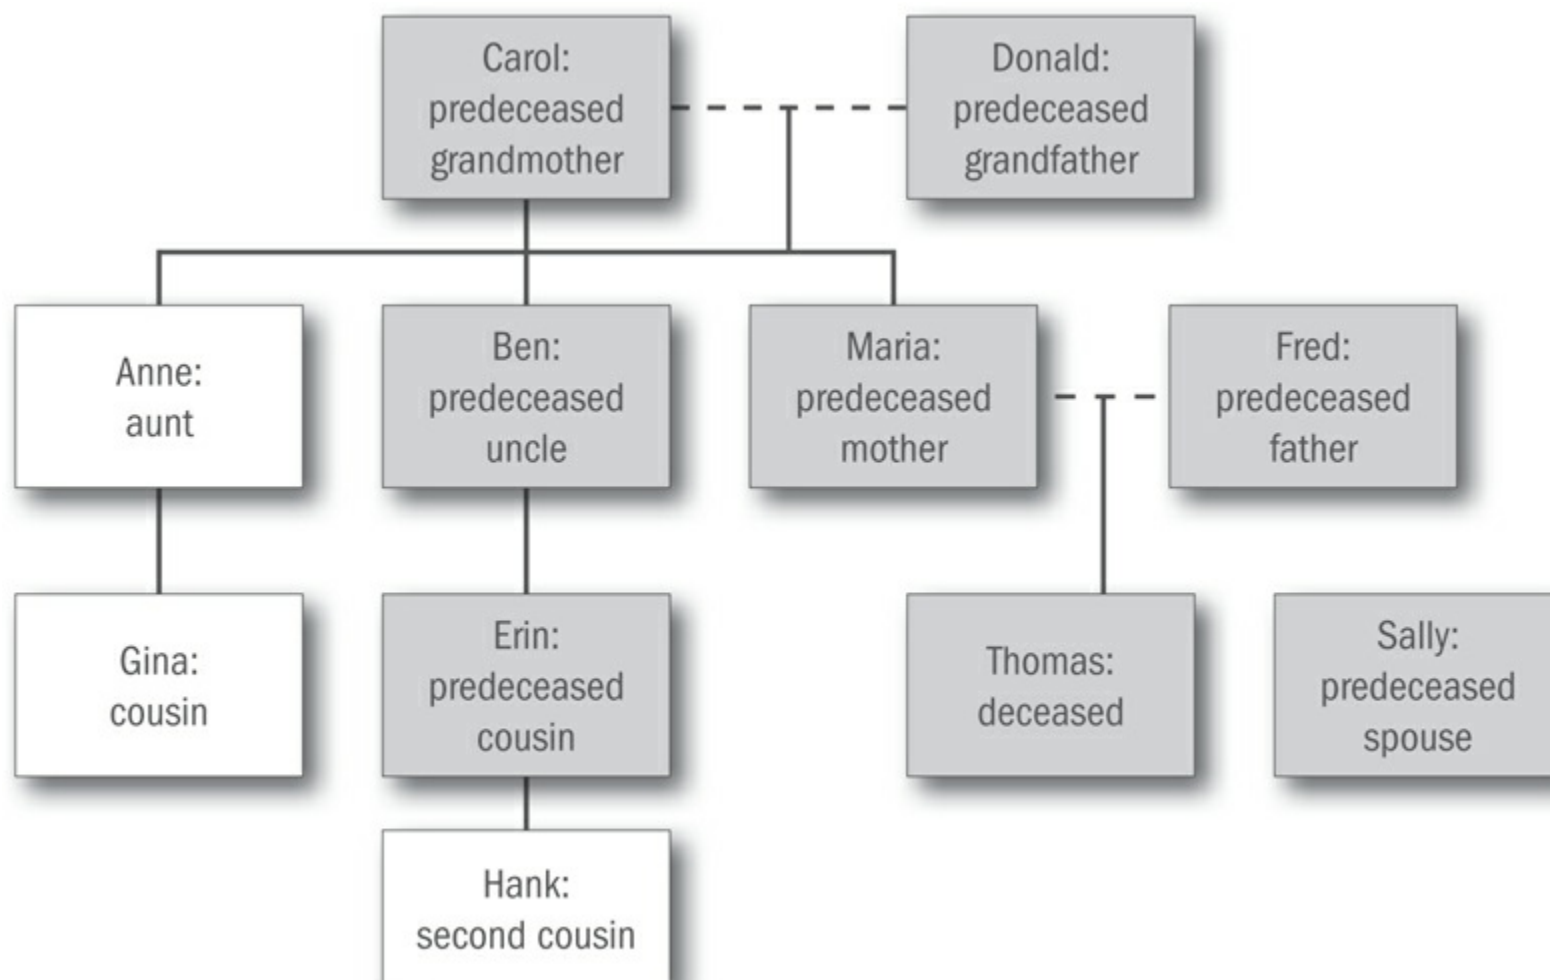 Carol:
predeceased
grandmother
Donald:
predeceased
grandfather
Anne:
aunt
Ben:
predeceased
uncle
Maria:
predeceased
mother
Fred:
predeceased
father
Gina:
cousin
Erin:
predeceased
cousin
Thomas:
deceased
Sally:
predeceased
spouse
Hank:
second cousin